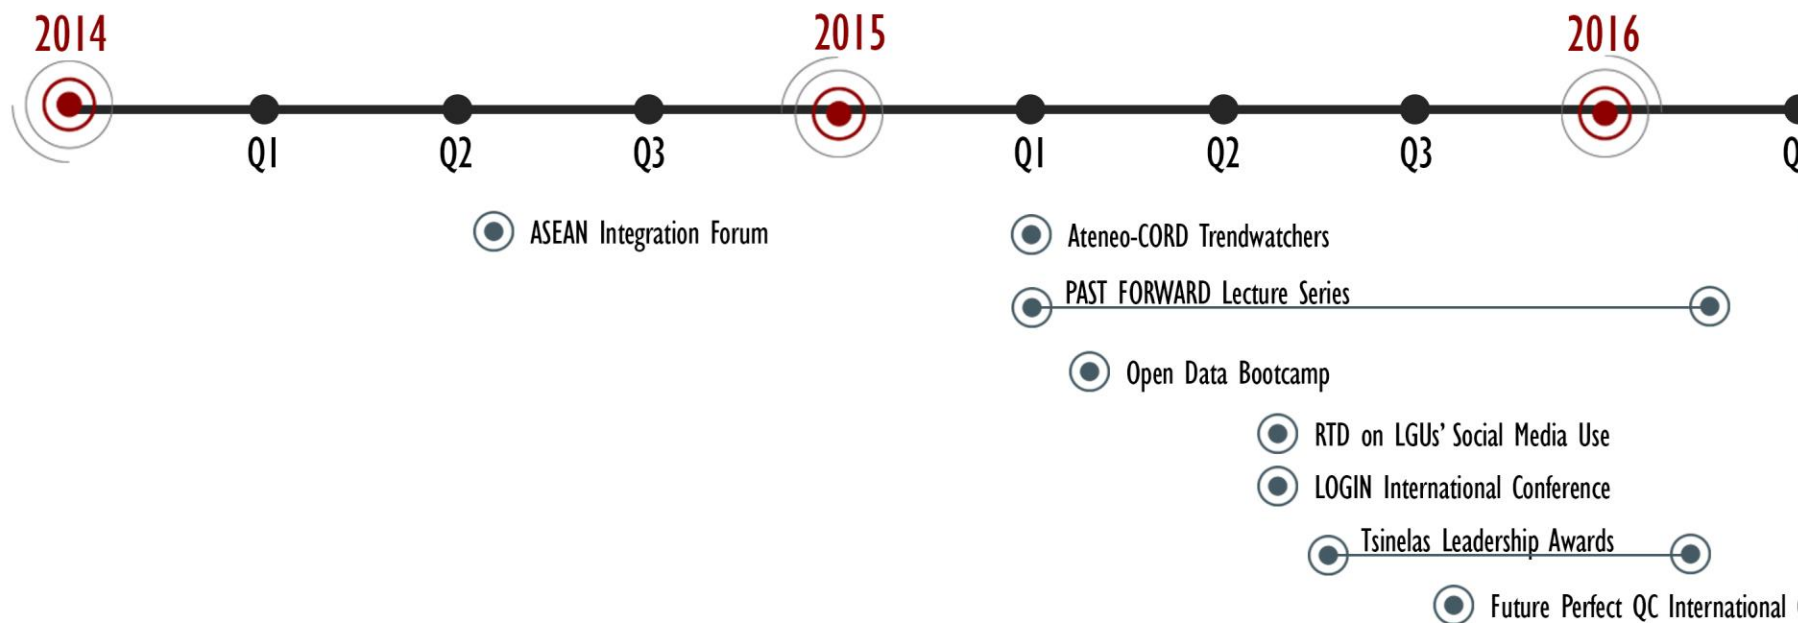 2014
2015
2016
Q1
Q2
Q3
Q1
Q2
Q3
ASEAN Integration Forum
Ateneo-CORD Trendwatchers
PAST FORWARD Lecture Series
Open Data Bootcamp
RTD on LGUs' Social Media Use
LOGIN International Conference
Tsinelas Leadership Awards
Future Perfect QC International